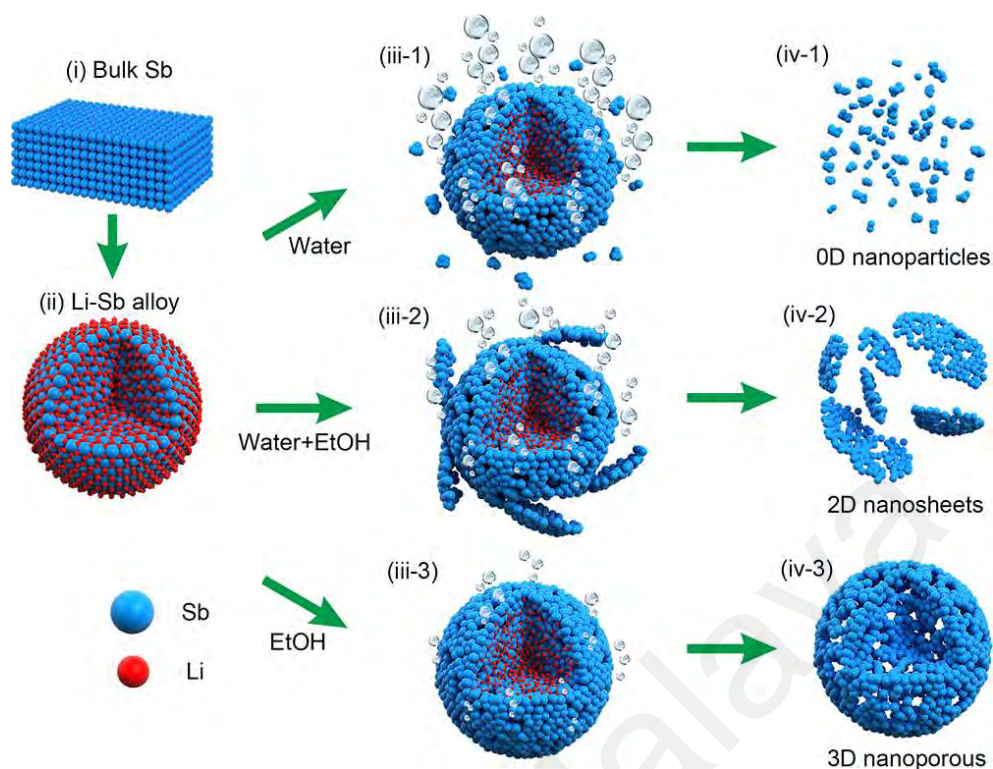 (i) Bulk Sb
(ii) Li-Sb alloy
Sb
Li
Water
Water+EtOH
EtOH
(iii-1)
(iii-2)
(iii-3)
(iv-1)
0D nanoparticles
(iv-2)
2D nanosheets
(iv-3)
3D nanoporous
alaya